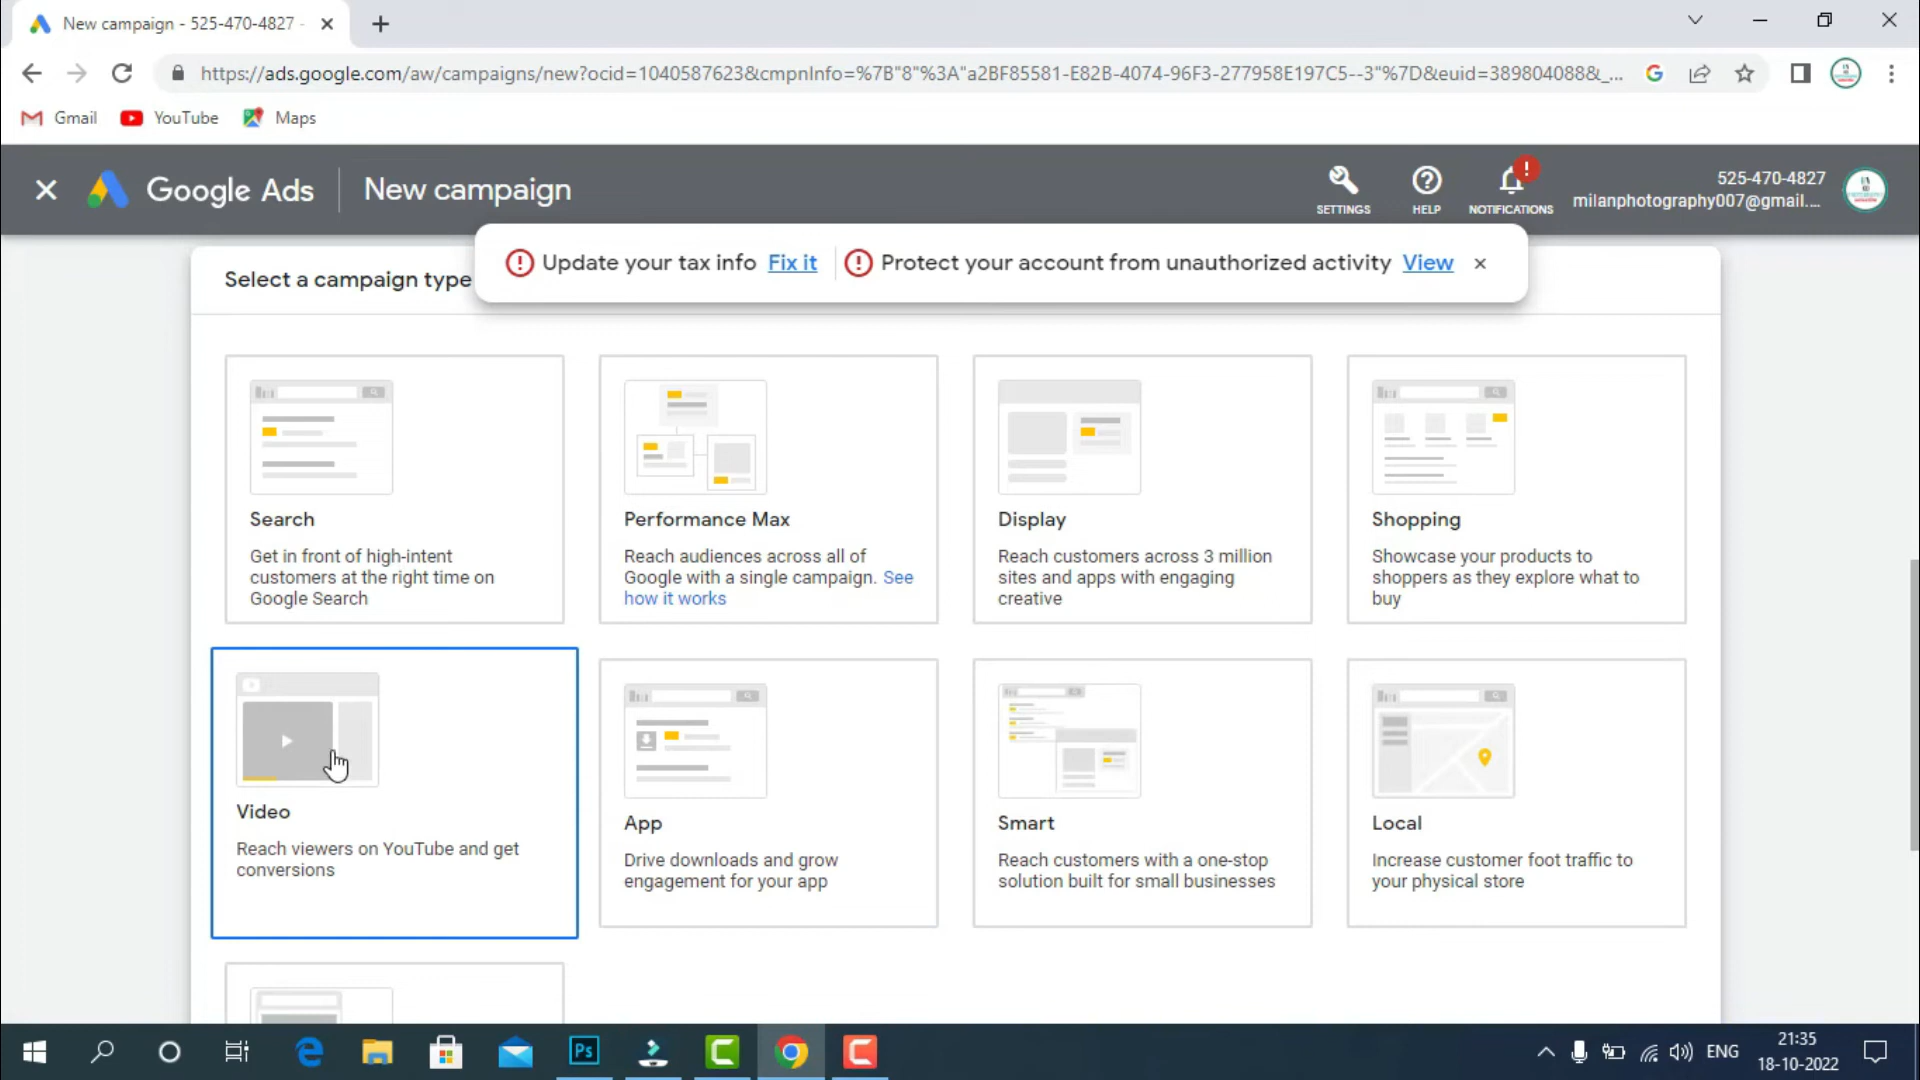 New campaign - 525-470-4827 -
https://ads.google.com/aw/campaigns/new?ocid=1040587623&cmpnInfo=%7B"8"%3A"a2BF85581-E82B-4074-96F3-277958E197C5--3"%7D&euid=389804088&_...
Gmail YouTube Maps
Google Ads New campaign
SETTINGS HELP NOTIFICATIONS
525-470-4827
milanphotography007@gmail....
Update your tax info Fix it Protect your account from unauthorized activity View
Select a campaign type
Search
Get in front of high-intent
customers at the right time on
Google Search
Performance Max
Reach audiences across all of
Google with a single campaign. See
how it works
Display
Reach customers across 3 million
sites and apps with engaging
creative
Shopping
Showcase your products to
shoppers as they explore what to
buy
Video
Reach viewers on YouTube and get
conversions
App
Drive downloads and grow
engagement for your app
Smart
Reach customers with a one-stop
solution built for small businesses
Local
Increase customer foot traffic to
your physical store
Ps
ENG
21:35
18-10-2022